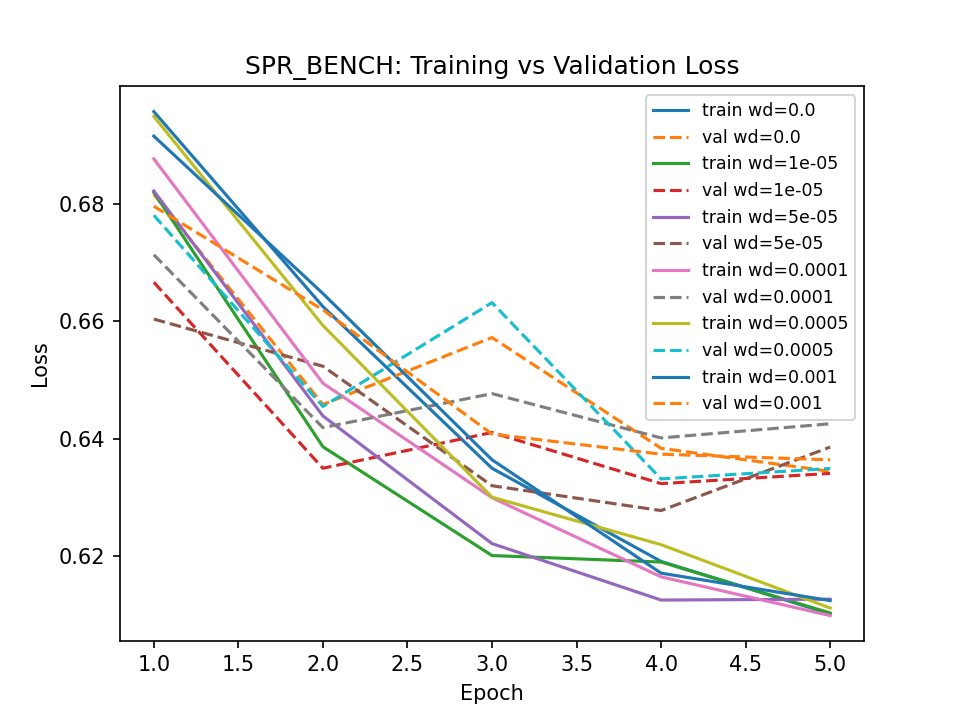 SPR_BENCH: Training vs Validation Loss
train wd=0.0
val wd=0.0
train wd=1e-05
val wd=1e-05
train wd=5e-05
val wd=5e-05
train wd=0.0001
val wd=0.0001
train wd=0.0005
val wd=0.0005
train wd=0.001
val wd=0.001
Loss
0.68
0.66
0.64
0.62
1.0 1.5 2.0 2.5 3.0 3.5 4.0 4.5 5.0
Epoch